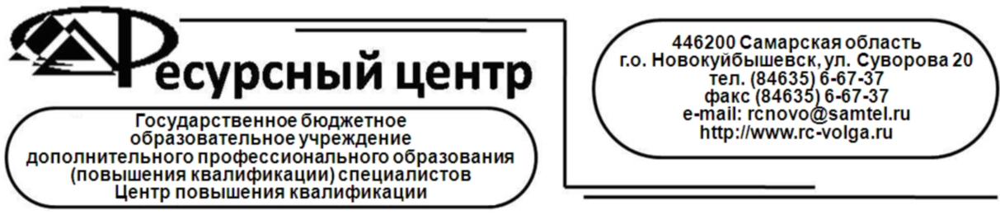 Ресурсный центр
Государственное бюджетное
образовательное учреждение
дополнительного профессионального образования
(повышения квалификации) специалистов
Центр повышения квалификации
446200 Самарская область
г.о. Новокуйбышевск, ул. Суворова 20
тел. (84635) 6-67-37
факс (84635) 6-67-37
e-mail: rcnovo@samtel.ru
http://www.rc-volga.ru